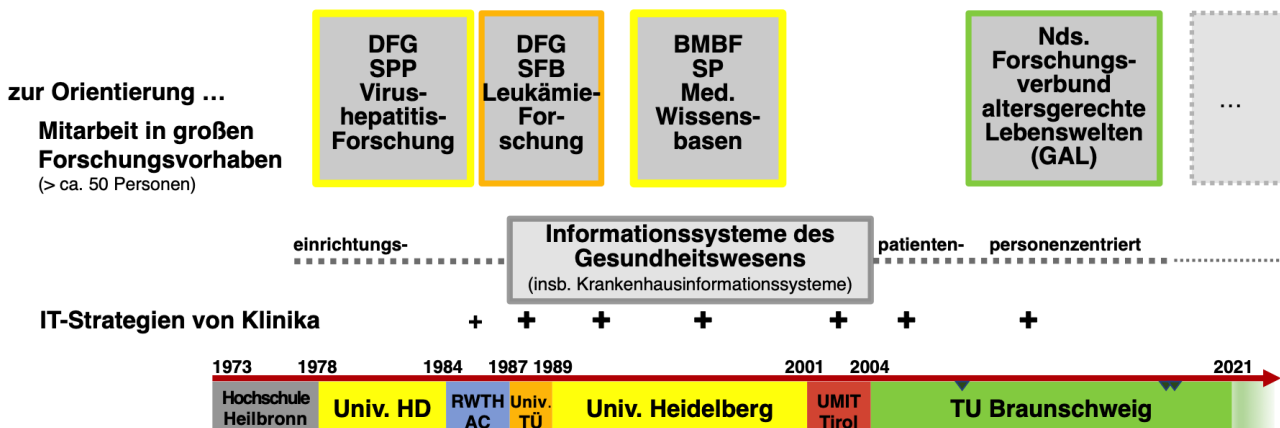 DFG
SPP
Virus-
hepatitis-
Forschung
DFG
SFB
Leukämie-
For-
schung
BMBF
SP
Med.
Wissens-
basen
Nds.
Forschungs-
verbund
altersgerechte
Lebenswelten
(GAL)
...
zur Orientierung ...
Mitarbeit in großen
Forschungsvorhaben
(> ca. 50 Personen)
einrichtungs-
Informationssysteme des
Gesundheitswesens
(insb. Krankenhausinformationssysteme)
patienten-
personenzentriert
IT-Strategien von Klinika + + + + + + +
1973 1978 1984 1987 1989 2001 2004 2021
Hochschule
Heilbronn
Univ. HD
RWTH
AC
Univ.
TÜ
Univ. Heidelberg
UMIT
Tirol
TU Braunschweig